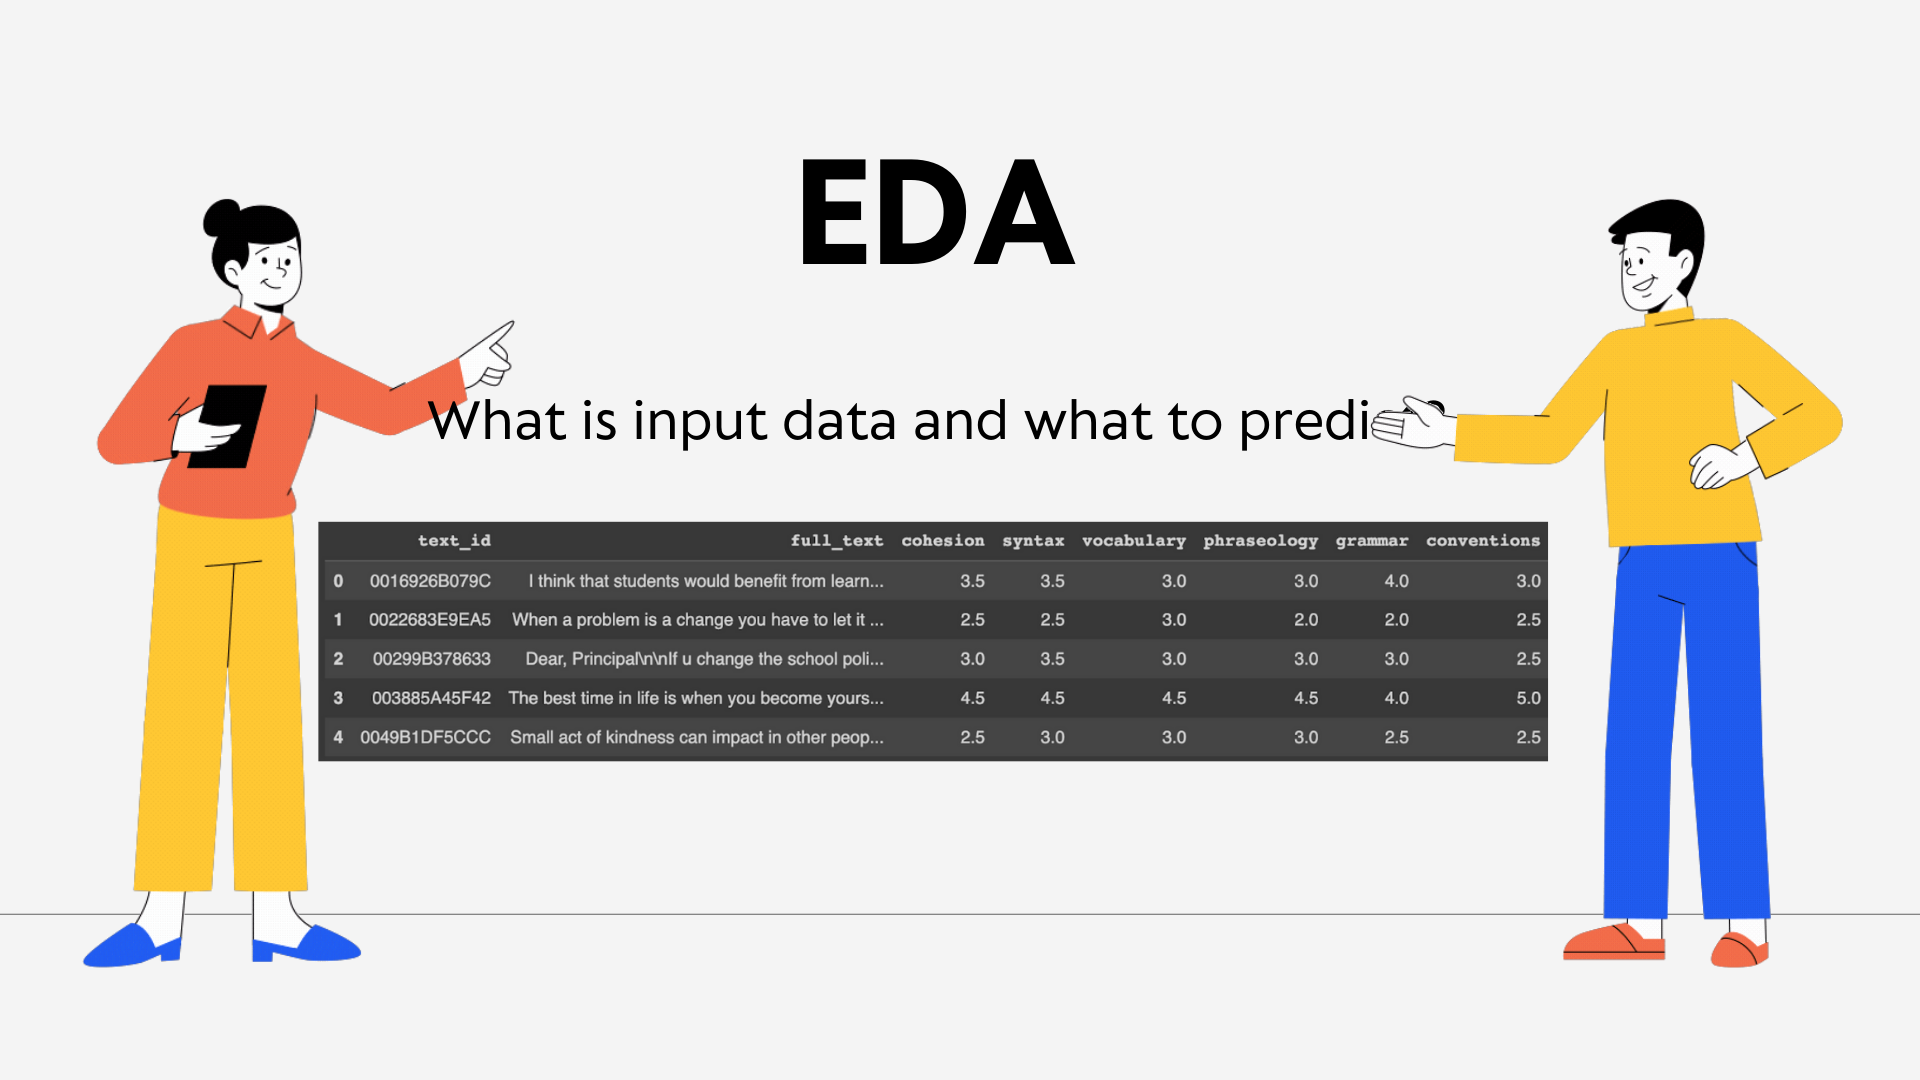 EDA
What is input data and what to
text_id full_text cohesion syntax vocabulary phraseology grammar conventions
0 0016926B079C I think that students would benefit from learn... 3.5 3.5 3.0 3.0 4.0 3.0
1 0022683E9EA5 When a problem is a change you have to let it ... 2.5 2.5 3.0 2.0 2.0 2.5
2 00299B378633 Dear, Principal\n\nIf u change the school poli... 3.0 3.5 3.0 3.0 3.0 2.5
3 003885A45F42 The best time in life is when you become yours... 4.5 4.5 4.5 4.5 4.0 5.0
4 0049B1DF5CCC Small act of kindness can impact in other peop... 2.5 3.0 3.0 3.0 2.5 2.5